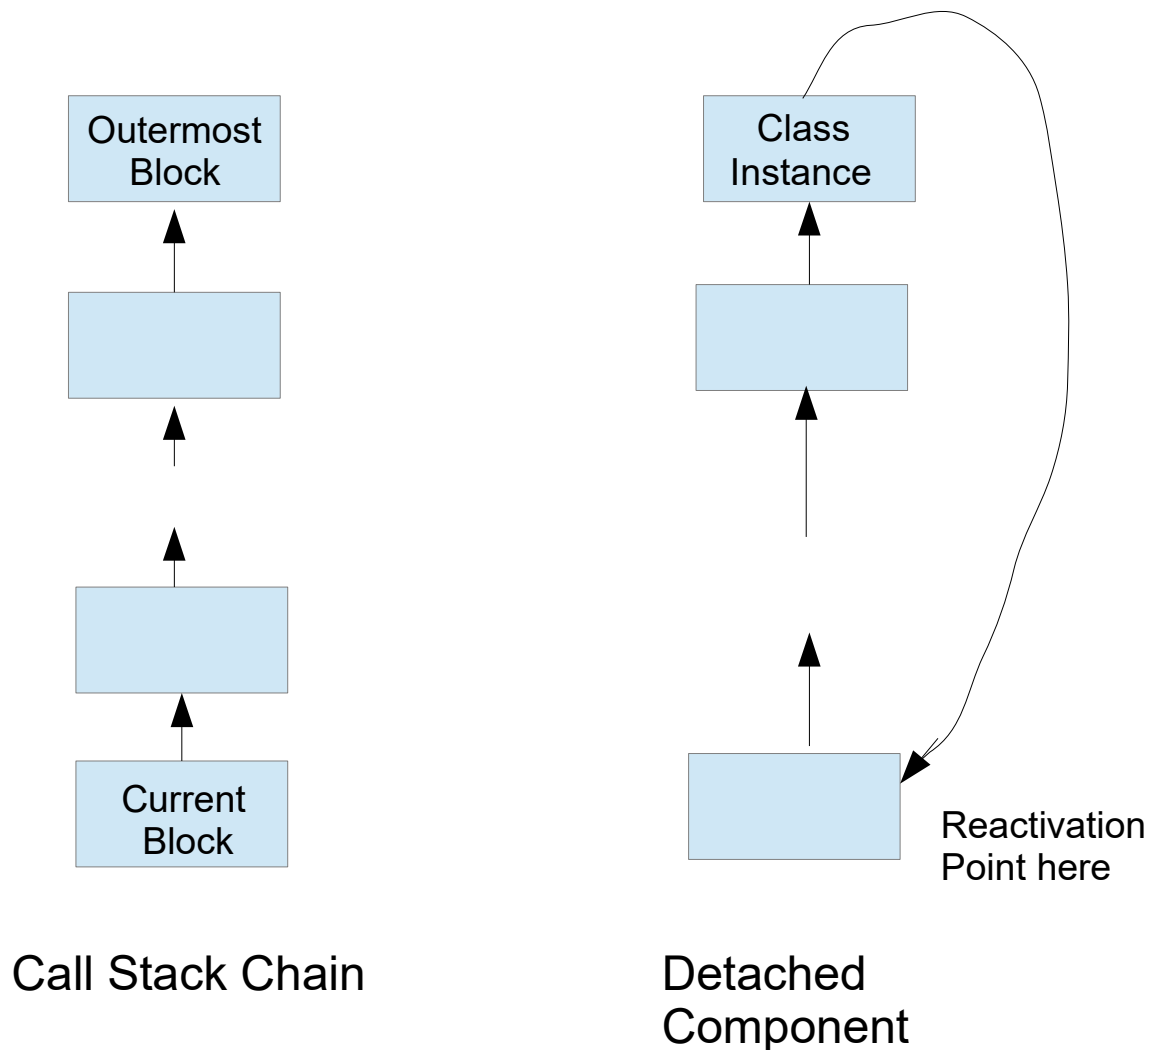 Outermost
Block
Class
Instance
Current
Block
Reactivation
Point here
Call Stack Chain
Detached
Component